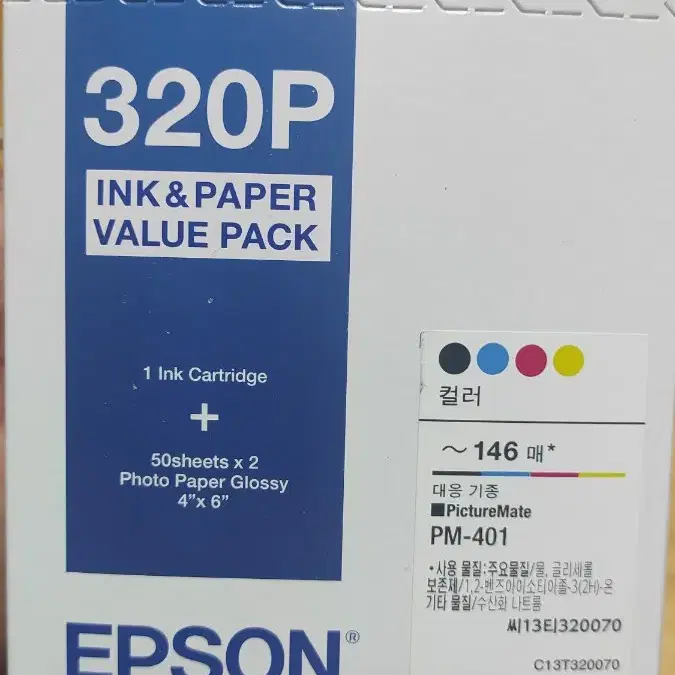 320P
INK & PAPER
VALUE PACK
1 Ink Cartridge
+
50sheets x 2
Photo Paper Glossy
4”x 6”
EPSON®
컬러
～ 146 매*
대응 기종
■PictureMate
PM-401
•사용 물질:주요물질/물, 글리세롤
보존제/1,2-벤즈아이소티아졸-3(2H)-온
기타 물질/수산화 나트륨
씨13티320070
C13T320070